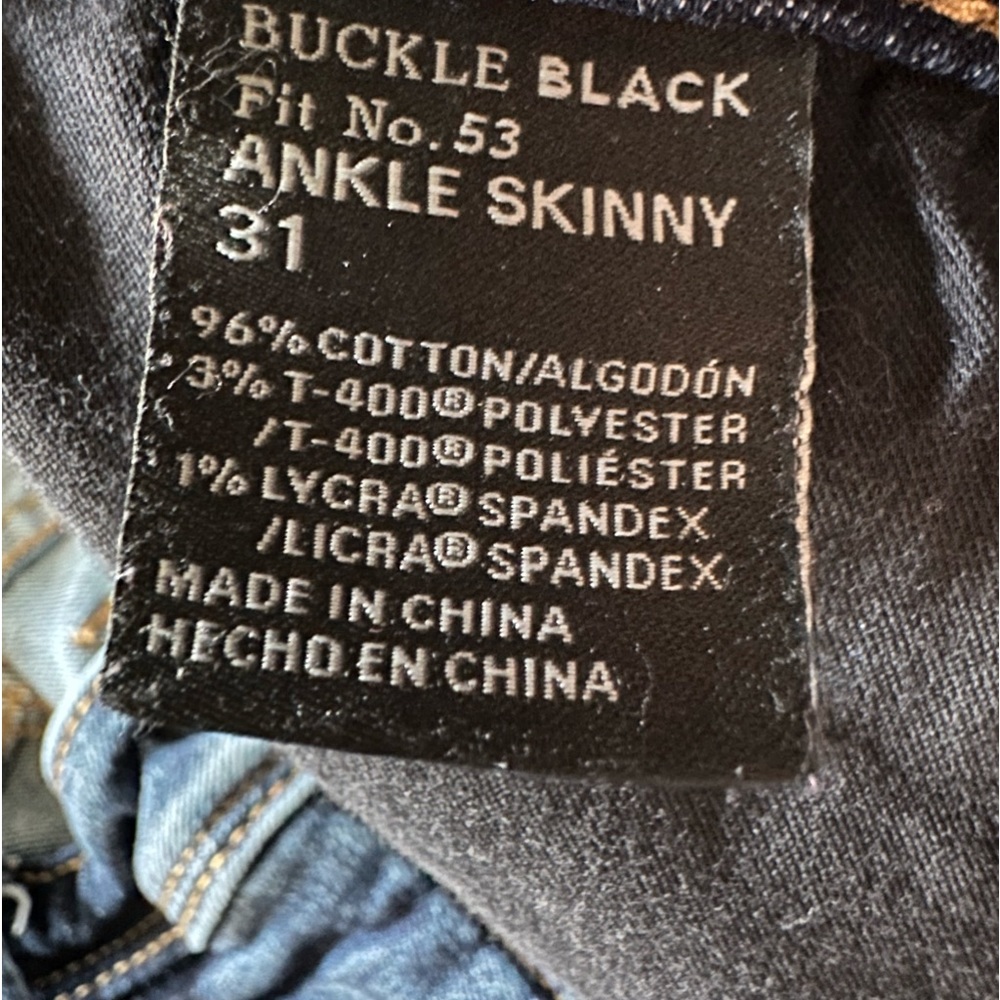 BUCKLE BLACK
Fit No. 53
ANKLE SKINNY
31
96% COTTON/ALGODÓN
3% T-400® POLYESTER
/T-400® POLIÉSTER
1% LYCRA® SPANDEX
/LICRA® SPANDEX
MADE IN CHINA
HECHO EN CHINA